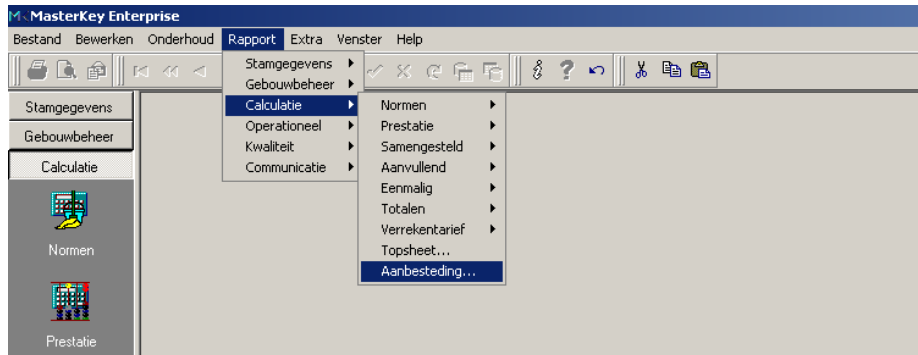 MasterKey Enterprise
Bestand Bewerken Onderhoud Rapport Extra Venster Help
Stamgegevens
Gebouwbeheer
Calculatie
Operationeel
Kwaliteit
Communicatie
Normen
Prestatie
Samengesteld
Aanvullend
Eenmalig
Totalen
Verrekentarief
Topsheet...
Aanbesteding...
Stamgegevens
Gebouwbeheer
Calculatie
Normen
Prestatie